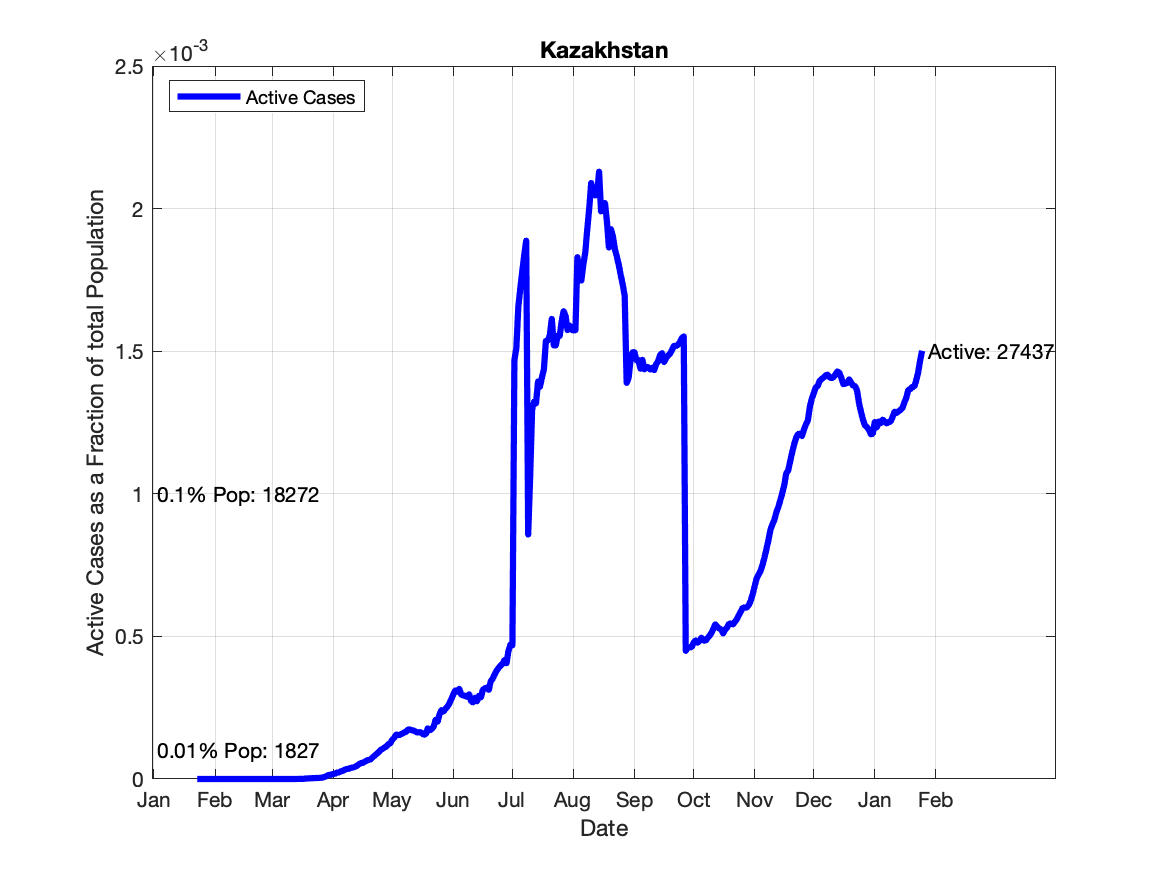 Kazakhstan
×10⁻³
2.5
2
1.5
1
0.5
0
Active Cases
Active: 27437
0.1% Pop: 18272
0.01% Pop: 1827
Active Cases as a Fraction of total Population
Jan Feb Mar Apr May Jun Jul Aug Sep Oct Nov Dec Jan Feb
Date